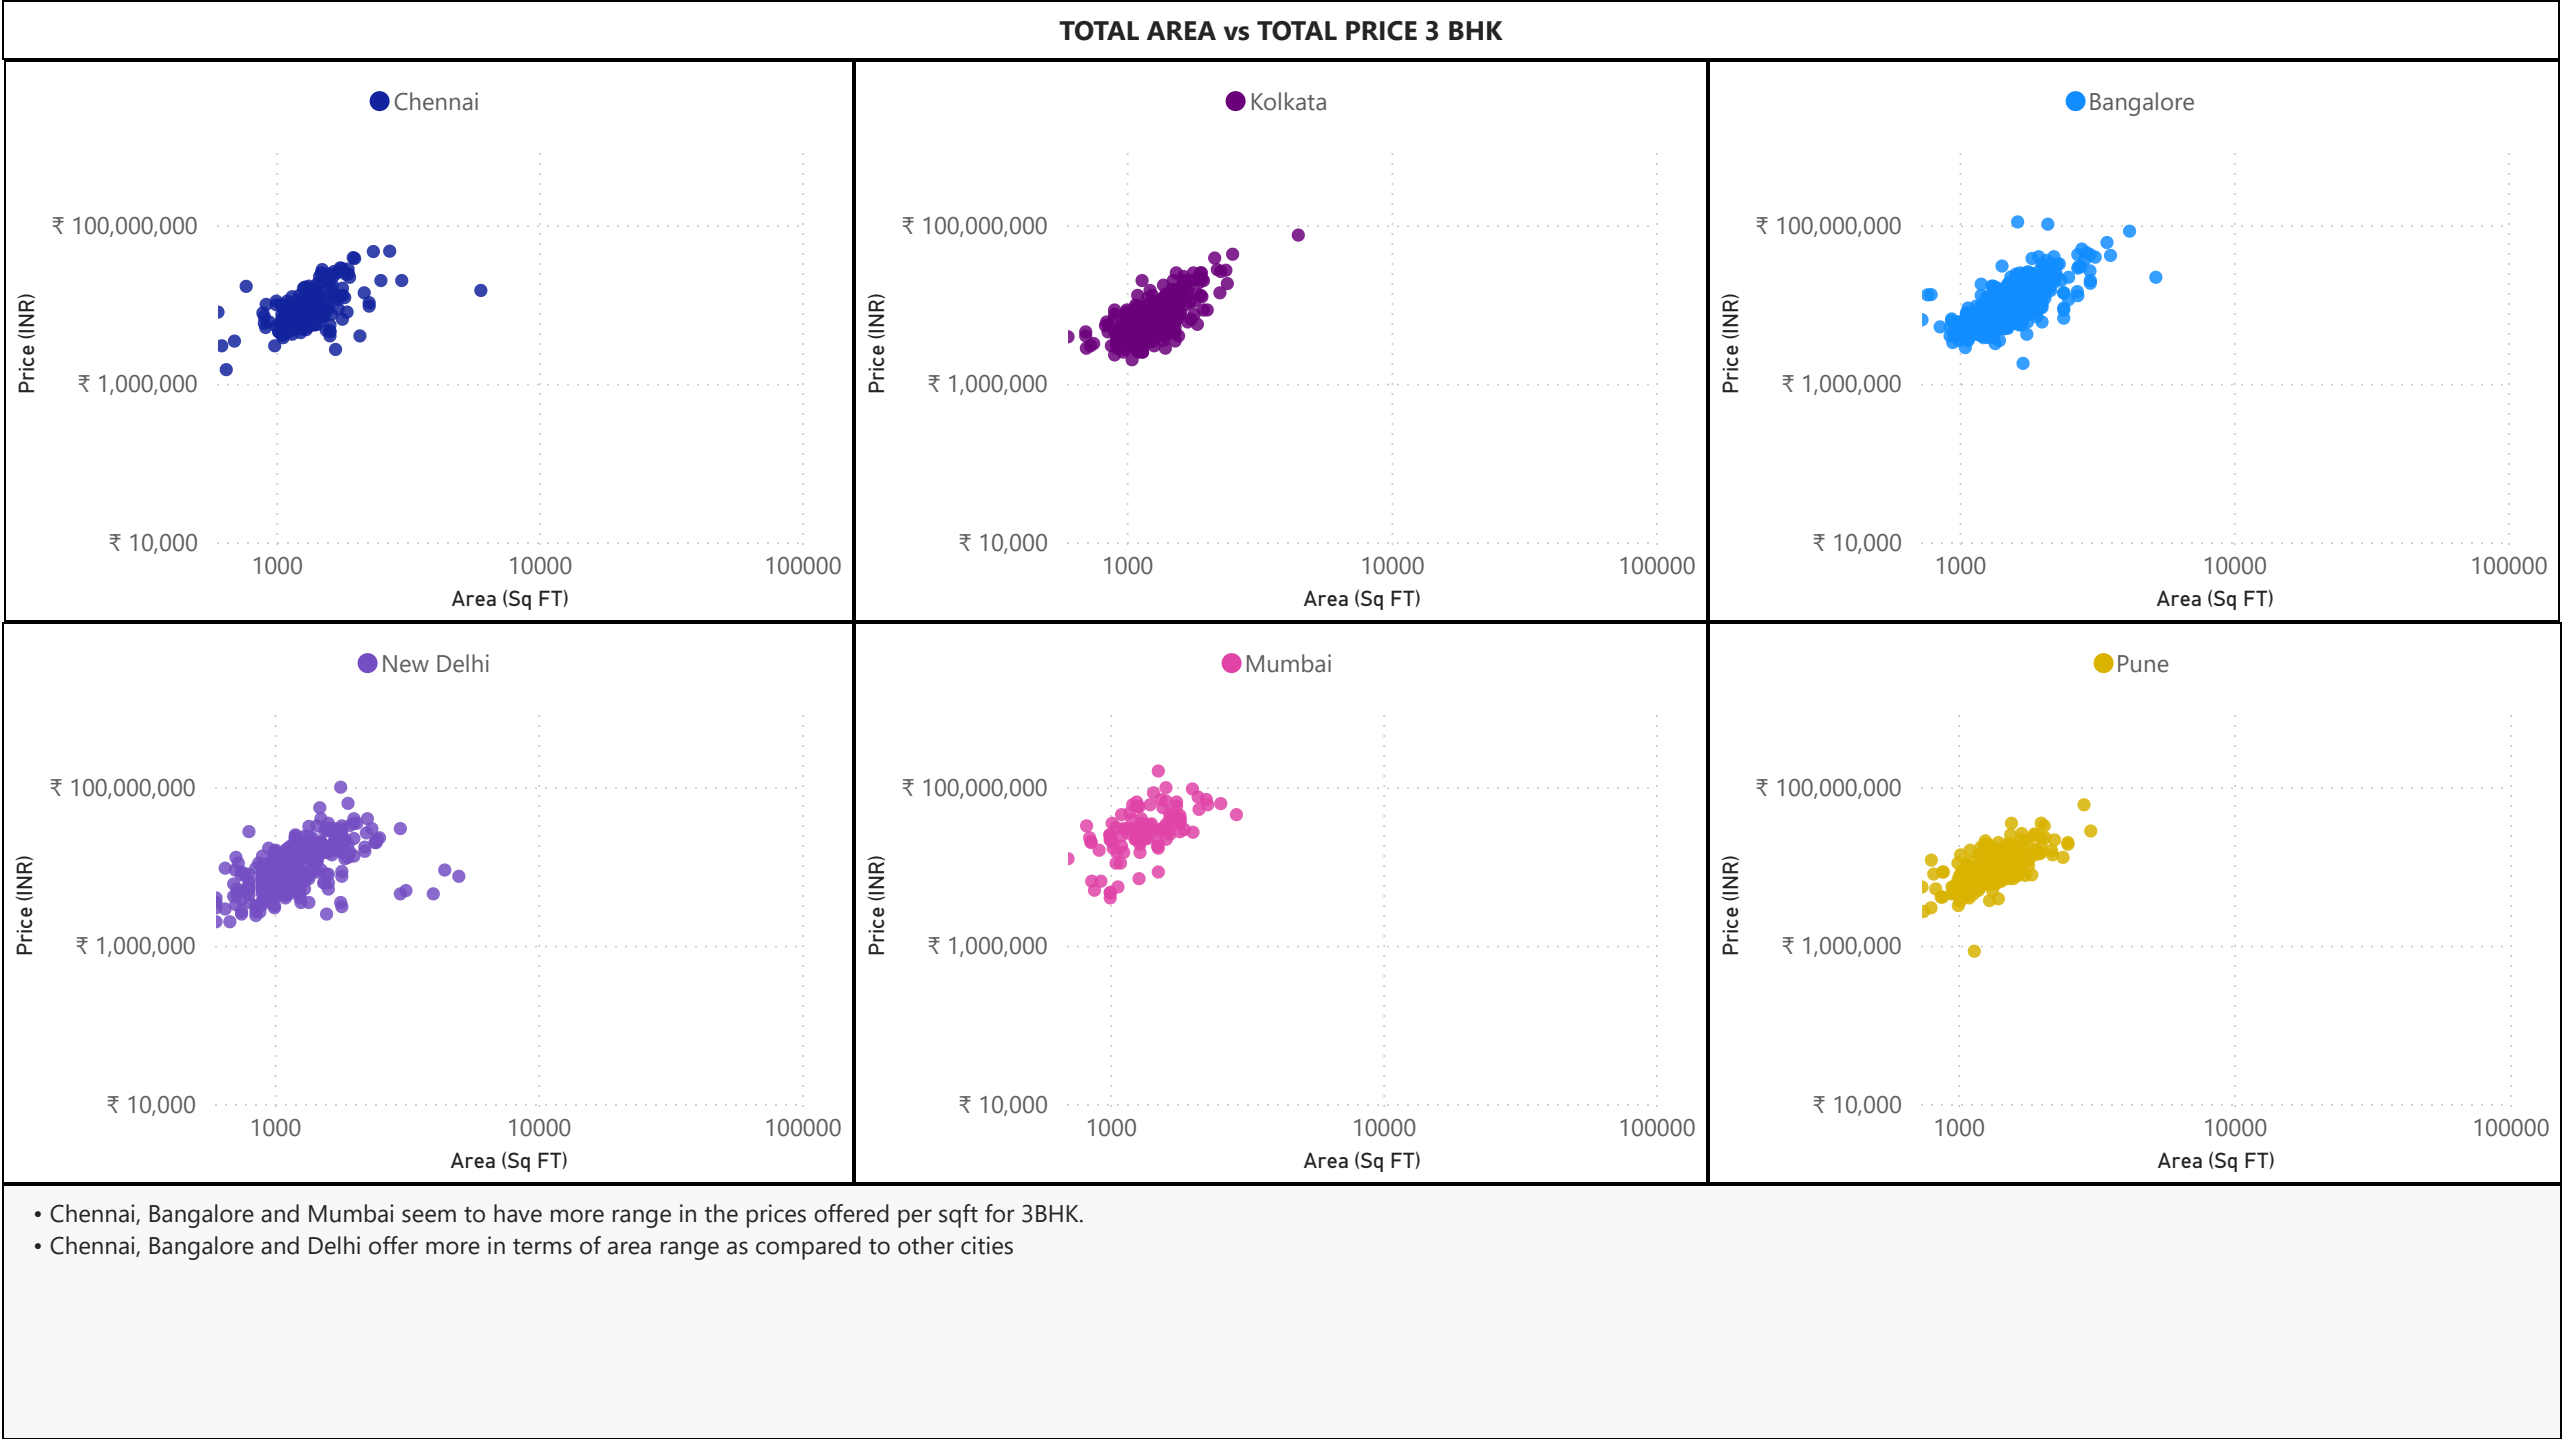 TOTAL AREA vs TOTAL PRICE 3 BHK
Chennai
₹ 100,000,000
₹ 1,000,000
₹ 10,000
Price (INR)
1000 10000 100000
Area (Sq FT)
Kolkata
₹ 100,000,000
₹ 1,000,000
₹ 10,000
Price (INR)
1000 10000 100000
Area (Sq FT)
Bangalore
₹ 100,000,000
₹ 1,000,000
₹ 10,000
Price (INR)
1000 10000 100000
Area (Sq FT)
New Delhi
₹ 100,000,000
₹ 1,000,000
₹ 10,000
Price (INR)
1000 10000 100000
Area (Sq FT)
Mumbai
₹ 100,000,000
₹ 1,000,000
₹ 10,000
Price (INR)
1000 10000 100000
Area (Sq FT)
Pune
₹ 100,000,000
₹ 1,000,000
₹ 10,000
Price (INR)
1000 10000 100000
Area (Sq FT)
• Chennai, Bangalore and Mumbai seem to have more range in the prices offered per sqft for 3BHK.
• Chennai, Bangalore and Delhi offer more in terms of area range as compared to other cities